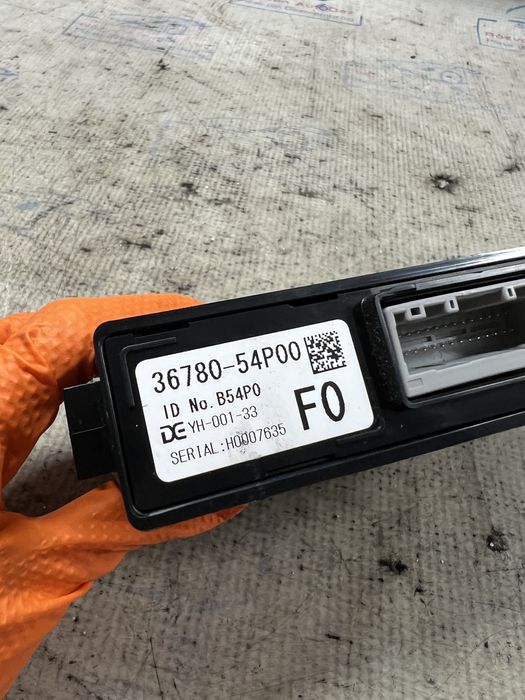 36780-54P00
ID No. B54P0
DE YH-001-33
F0
SERIAL:H0007635